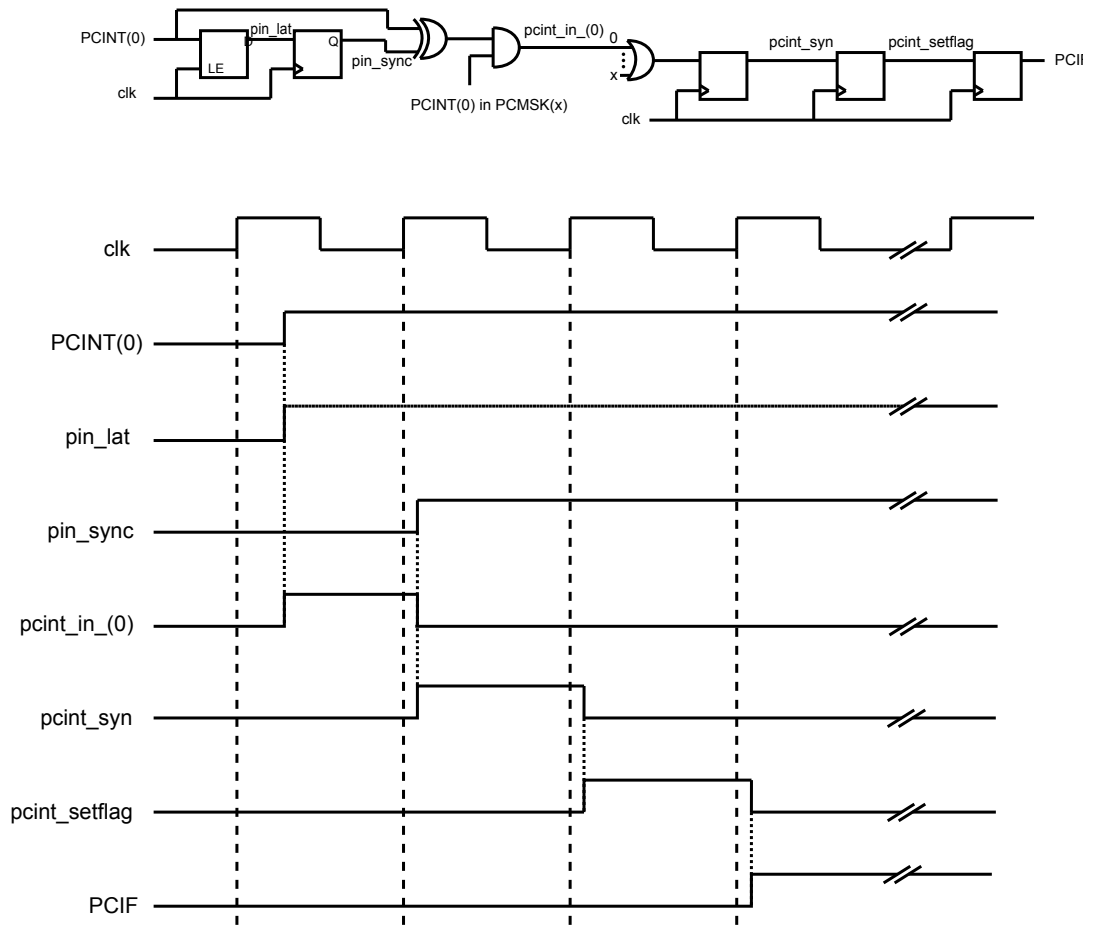 PCINT(0)
LE
pin_lat
D
Q
pin_sync
clk
pcint_in_(0)
0
x
PCINT(0) in PCMSK(x)
clk
pcint_syn
pcint_setflag
clk
PCINT(0)
pin_lat
pin_sync
pcint_in_(0)
pcint_syn
pcint_setflag
PCIF